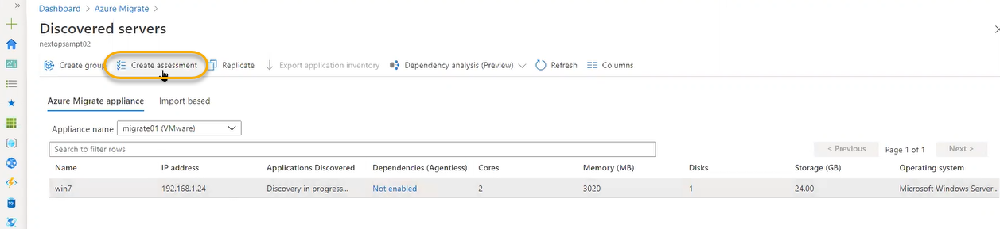 Dashboard > Azure Migrate >
Discovered servers
nextopsampt02
Create group Create assessment Replicate Export application inventory Dependency analysis (Preview) Refresh Columns
Azure Migrate appliance Import based
Appliance name migrate01 (VMware)
Search to filter rows
< Previous Page 1 of 1 Next >
Name IP address Applications Discovered Dependencies (Agentless) Cores Memory (MB) Disks Storage (GB) Operating system
win7 192.168.1.24 Discovery in progress... Not enabled 2 3020 1 24.00 Microsoft Windows Server...